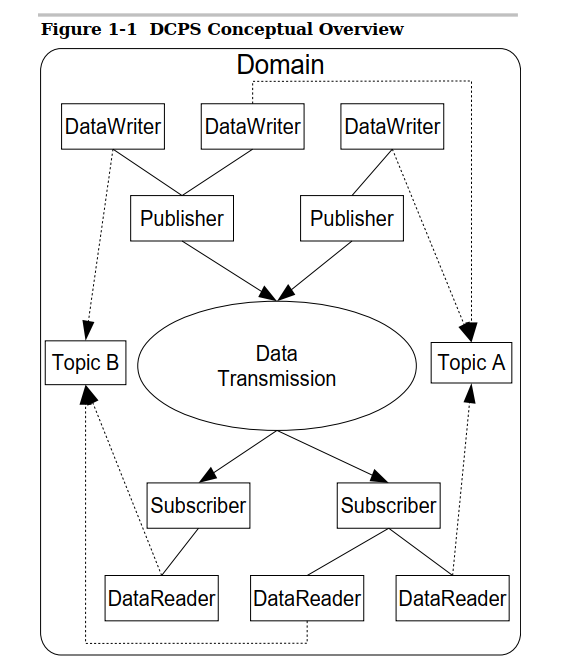 Figure 1-1 DCPS Conceptual Overview
Domain
DataWriter
DataWriter
DataWriter
Publisher
Publisher
Topic B
Data
Transmission
Topic A
Subscriber
Subscriber
DataReader
DataReader
DataReader